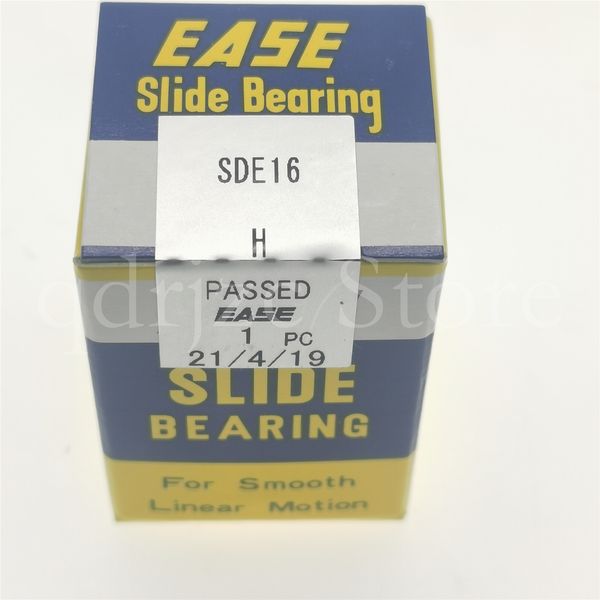 EASE
Slide Bearing
SDE16
H
PASSED
EASE
1 PC
21/4/19
SLIDE
BEARING
For Smooth
Linear Motion